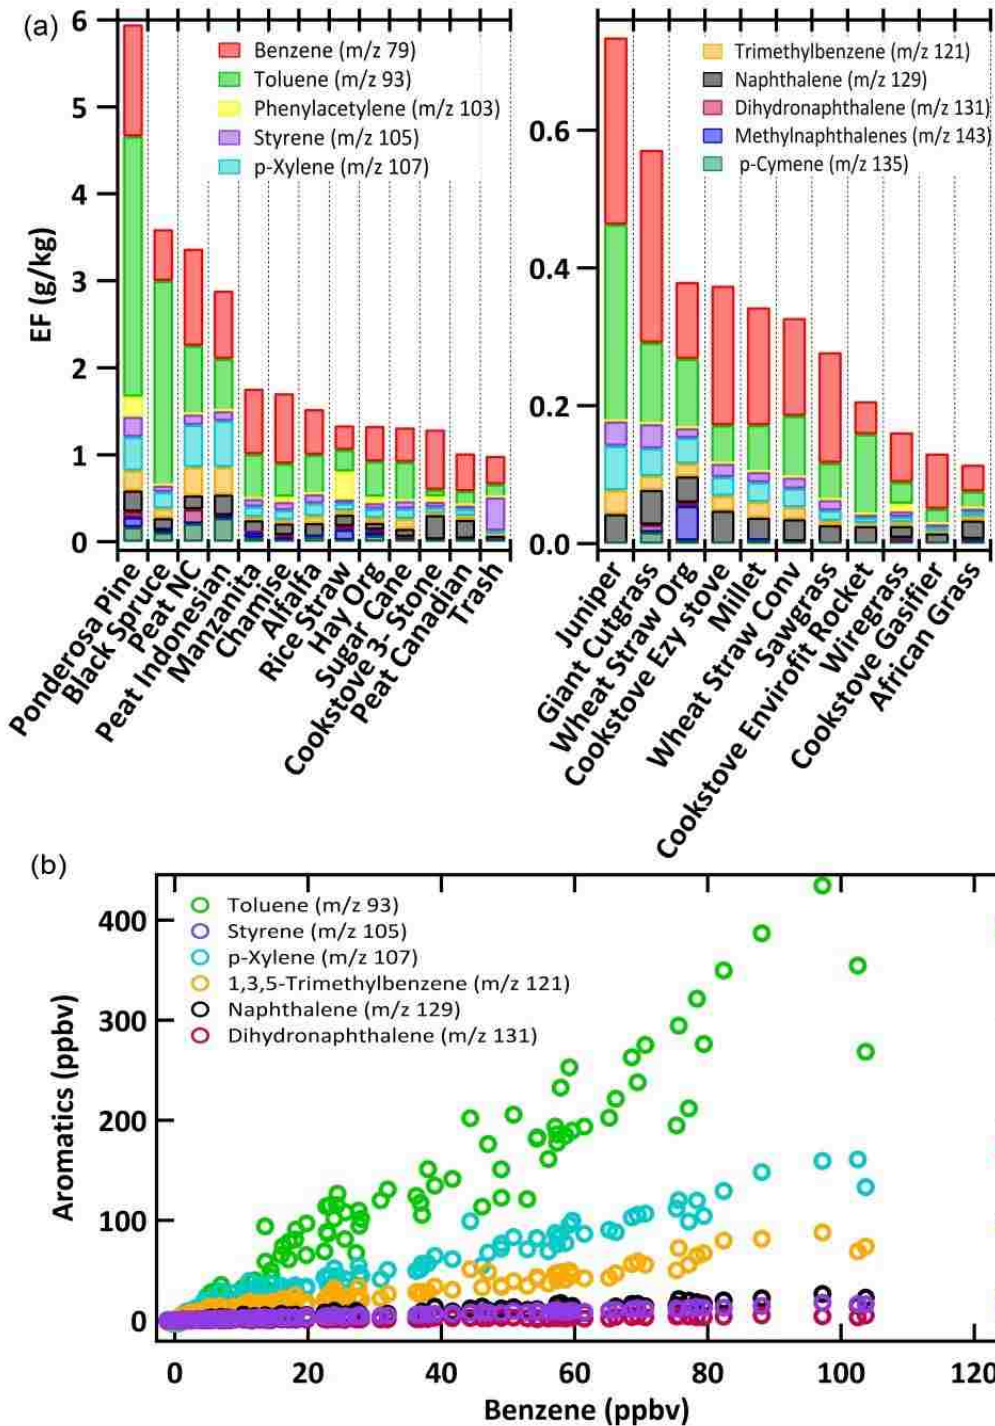 (a)
6
5
4
3
2
1
0
EF (g/kg)
Benzene (m/z 79)
Toluene (m/z 93)
Phenylacetylene (m/z 103)
Styrene (m/z 105)
p-Xylene (m/z 107)
Ponderosa Pine
Black Spruce
Peat NC
Peat Indonesian
Manzanita
Chamise
Alfalfa
Rice Straw
Hay Org
Sugar Cane
Cookstove 3- Stone
Peat Canadian
Trash
0.6
0.4
0.2
0.0
Trimethylbenzene (m/z 121)
Naphthalene (m/z 129)
Dihydronaphthalene (m/z 131)
Methylnaphthalenes (m/z 143)
p-Cymene (m/z 135)
Juniper
Giant Cutgrass
Wheat Straw Org
Cookstove Ezy stove
Millet
Wheat Straw Conv
Sawgrass
Cookstove Envirofit Rocket
Wiregrass
Cookstove Gasifier
African Grass
(b)
400
300
200
100
0
Aromatics (ppbv)
Toluene (m/z 93)
Styrene (m/z 105)
p-Xylene (m/z 107)
1,3,5-Trimethylbenzene (m/z 121)
Naphthalene (m/z 129)
Dihydronaphthalene (m/z 131)
0 20 40 60 80 100 120
Benzene (ppbv)